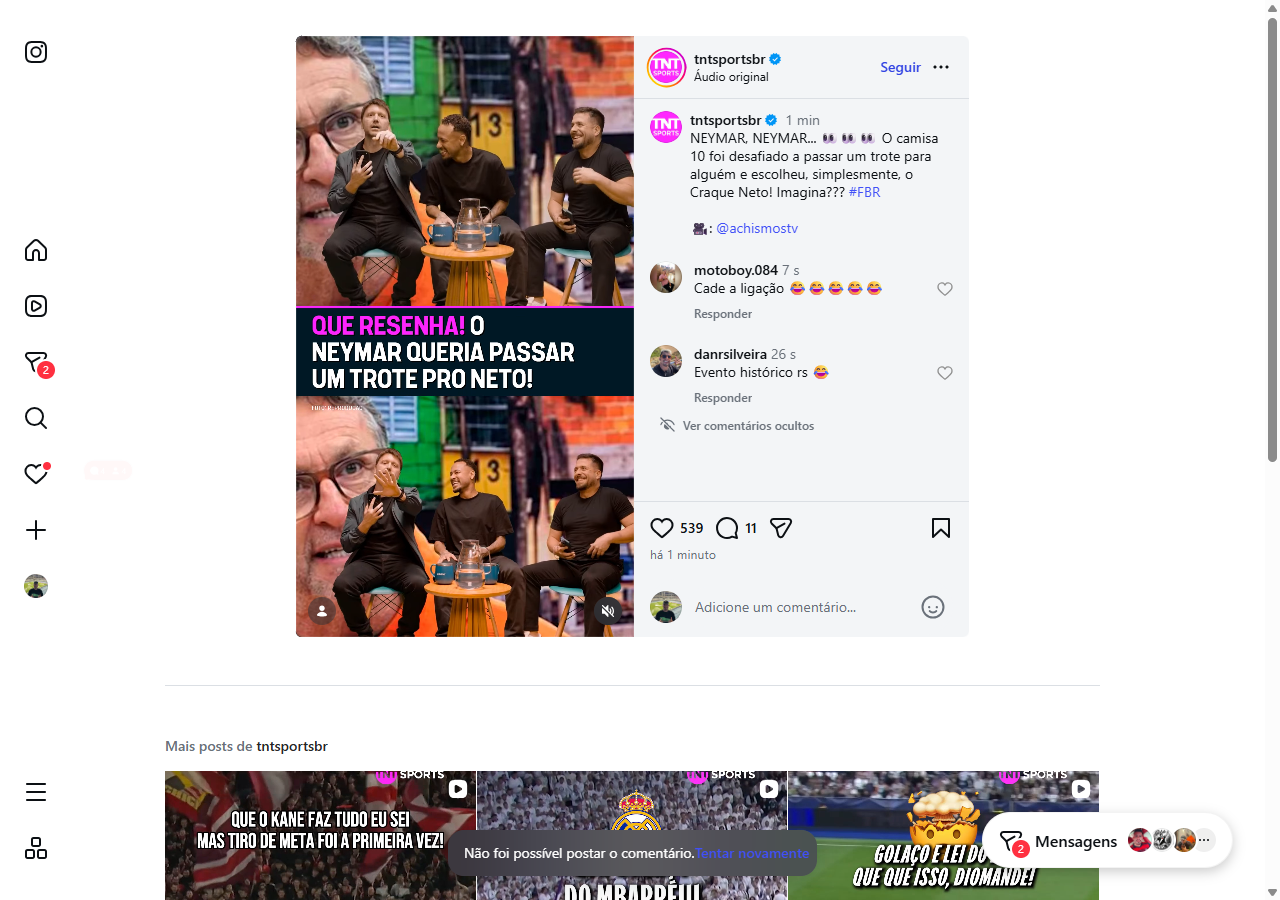 2
tntsportsbr
Áudio original
Seguir
TNT
SPORTS
tntsportsbr 1 min
NEYMAR, NEYMAR... 👀 👀 👀 O camisa
10 foi desafiado a passar um trote para
alguém e escolheu, simplesmente, o
Craque Neto! Imagina??? #FBR
🎥: @achismostv
motoboy.084 7 s
Cade a ligação 😂 😂 😂 😂 😂
Responder
danrsilveira 26 s
Evento histórico rs 😂
Responder
Ver comentários ocultos
539 11
há 1 minuto
Adicione um comentário...
13
QUE RESENHA! O
NEYMAR QUERIA PASSAR
UM TROTE PRO NETO!
13
Mais posts de tntsportsbr
TNT SPORTS
QUE O KANE FAZ TUDO EU SEI
MAS TIRO DE META FOI A PRIMEIRA VEZ!
TNT SPORTS
DO MBAPPÉ!!
TNT SPORTS
GOLAÇO E LEI DO
QUE QUE ISSO, DIOMANDE!
Não foi possível postar o comentário. Tentar novamente
2
Mensagens